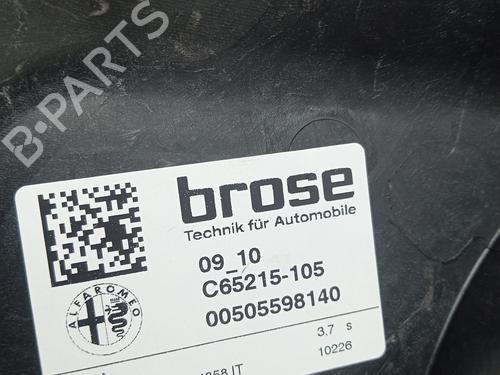 B-PARTS
brose
Technik für Automobile
09_10
C65215-105
00505598140
ALFA ROMEO
3.7 s
10226